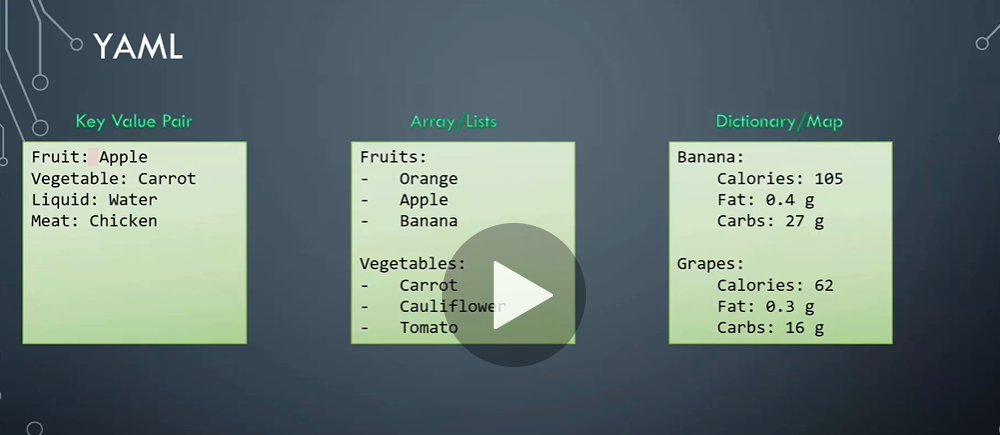 YAML
Key Value Pair
Fruit: Apple
Vegetable: Carrot
Liquid: Water
Meat: Chicken
Array/Lists
Fruits:
-   Orange
-   Apple
-   Banana
Vegetables:
-   Carrot
-   Cauliflower
-   Tomato
Dictionary/Map
Banana:
    Calories: 105
    Fat: 0.4 g
    Carbs: 27 g
Grapes:
    Calories: 62
    Fat: 0.3 g
    Carbs: 16 g